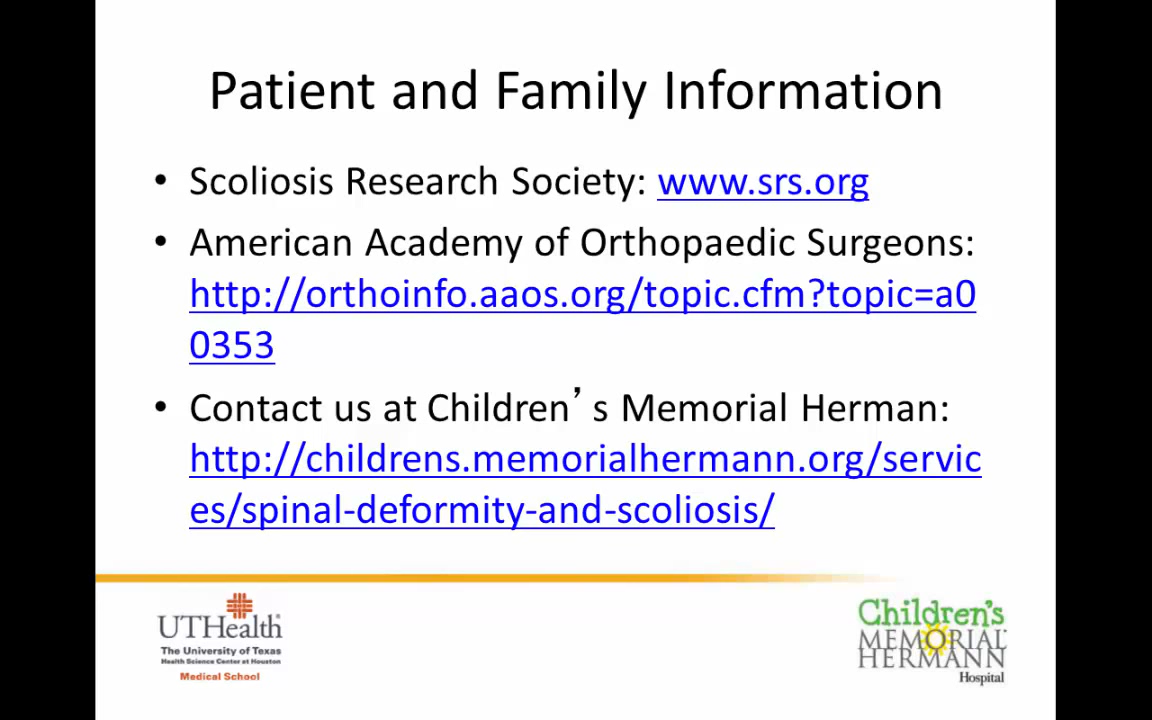 Patient and Family Information
• Scoliosis Research Society: www.srs.org
• American Academy of Orthopaedic Surgeons:
http://orthoinfo.aaos.org/topic.cfm?topic=a0
0353
• Contact us at Children’s Memorial Herman:
http://childrens.memorialhermann.org/servic
es/spinal-deformity-and-scoliosis/
UTHealth
The University of Texas
Health Science Center at Houston
Medical School
Children's
MEMORIAL
HERMANN
Hospital